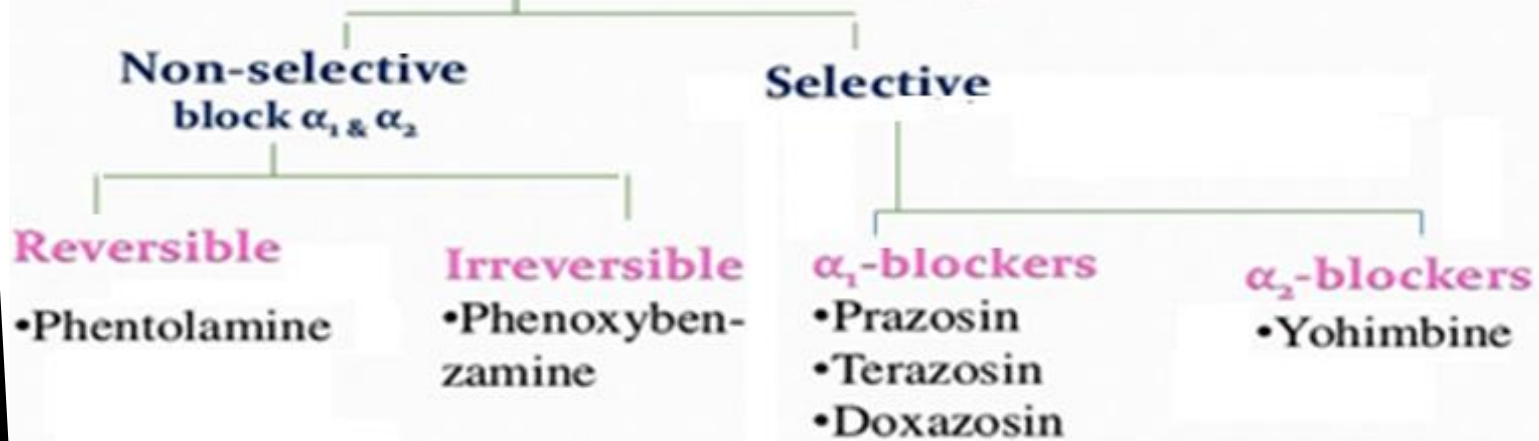 Non-selective
block α₁ & α₂
Selective
Reversible
•Phentolamine
Irreversible
•Phenoxyben-
zamine
α₁-blockers
•Prazosin
•Terazosin
•Doxazosin
α₂-blockers
•Yohimbine